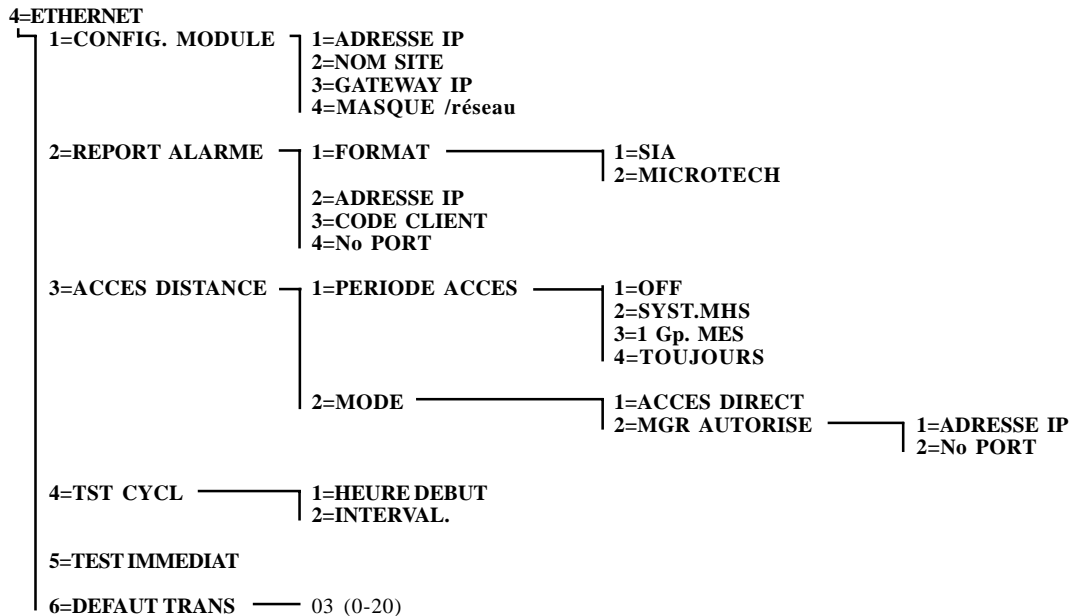 4=ETHERNET
1=CONFIG. MODULE 1=ADRESSE IP
2=NOM SITE
3=GATEWAY IP
4=MASQUE /réseau
2=REPORT ALARME 1=FORMAT 1=SIA
2=MICROTECH
2=ADRESSE IP
3=CODE CLIENT
4=No PORT
3=ACCES DISTANCE 1=PERIODE ACCES 1=OFF
2=SYST.MHS
3=1 Gp. MES
4=TOUJOURS
2=MODE 1=ACCES DIRECT
2=MGR AUTORISE 1=ADRESSE IP
2=No PORT
4=TST CYCL 1=HEURE DEBUT
2=INTERVAL.
5=TEST IMMEDIAT
6=DEFAUT TRANS 03 (0-20)